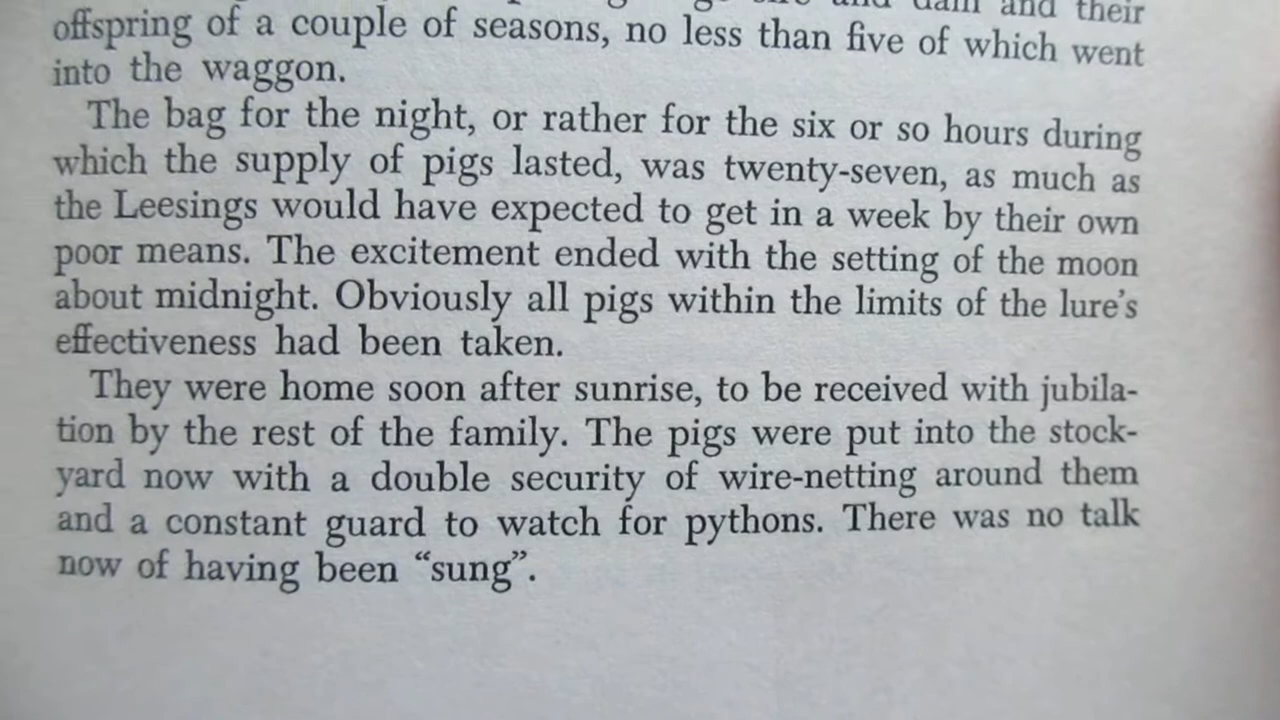 and their
offspring of a couple of seasons, no less than five of which went
into the waggon.
The bag for the night, or rather for the six or so hours during
which the supply of pigs lasted, was twenty-seven, as much as
the Leesings would have expected to get in a week by their own
poor means. The excitement ended with the setting of the moon
about midnight. Obviously all pigs within the limits of the lure’s
effectiveness had been taken.
They were home soon after sunrise, to be received with jubila-
tion by the rest of the family. The pigs were put into the stock-
yard now with a double security of wire-netting around them
and a constant guard to watch for pythons. There was no talk
now of having been “sung”.